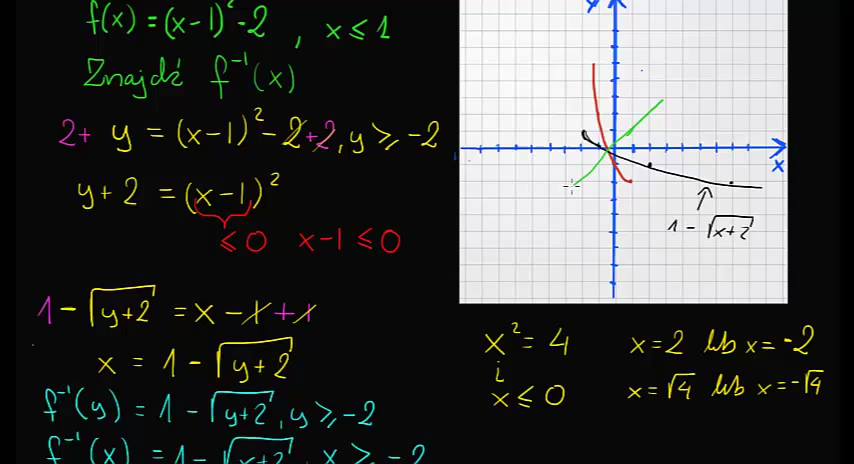 f(x) = (x-1)² - 2 , x ≤ 1
Znajdź f⁻¹(x)
2+ y = (x-1)² - 2 + 2, y ≥ -2
y + 2 = (x-1)²
≤ 0 x-1 ≤ 0
1 - √(y+2) = x - 1 + 1
x = 1 - √(y+2)
f⁻¹(y) = 1 - √(y+2), y ≥ -2
f⁻¹(x) = 1 - √(x+2), x ≥ -2
y
x
1 - √(x+2)
x² = 4 x = 2 lub x = -2
i
x ≤ 0 x = √4 lub x = -√4